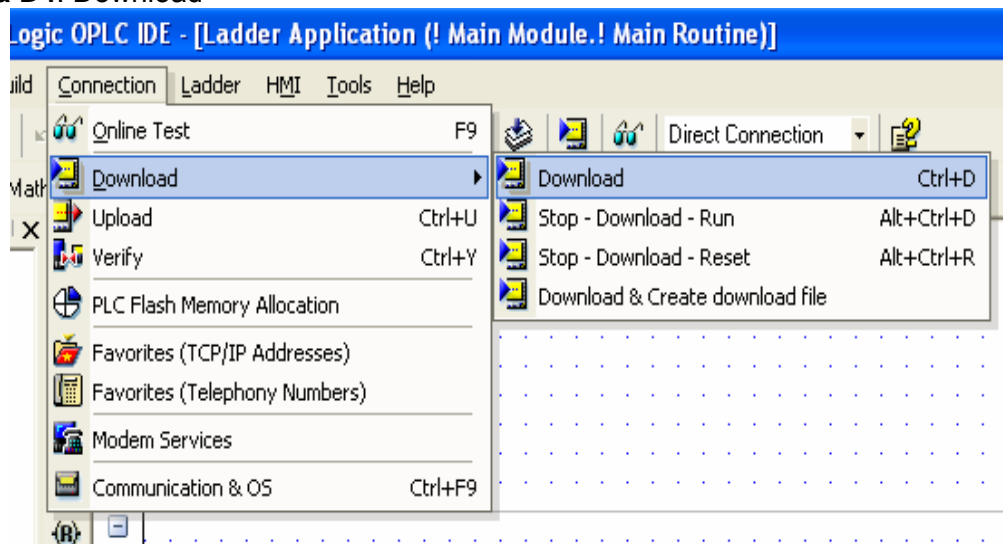 Download
Logic OPLC IDE - [Ladder Application (! Main Module.! Main Routine)]
Connection Ladder HMI Tools Help
Online Test F9
Direct Connection
Download
Download Ctrl+D
Upload Ctrl+U
Stop - Download - Run Alt+Ctrl+D
Verify Ctrl+Y
Stop - Download - Reset Alt+Ctrl+R
PLC Flash Memory Allocation
Download & Create download file
Favorites (TCP/IP Addresses)
Favorites (Telephony Numbers)
Modem Services
Communication & OS Ctrl+F9
(R)